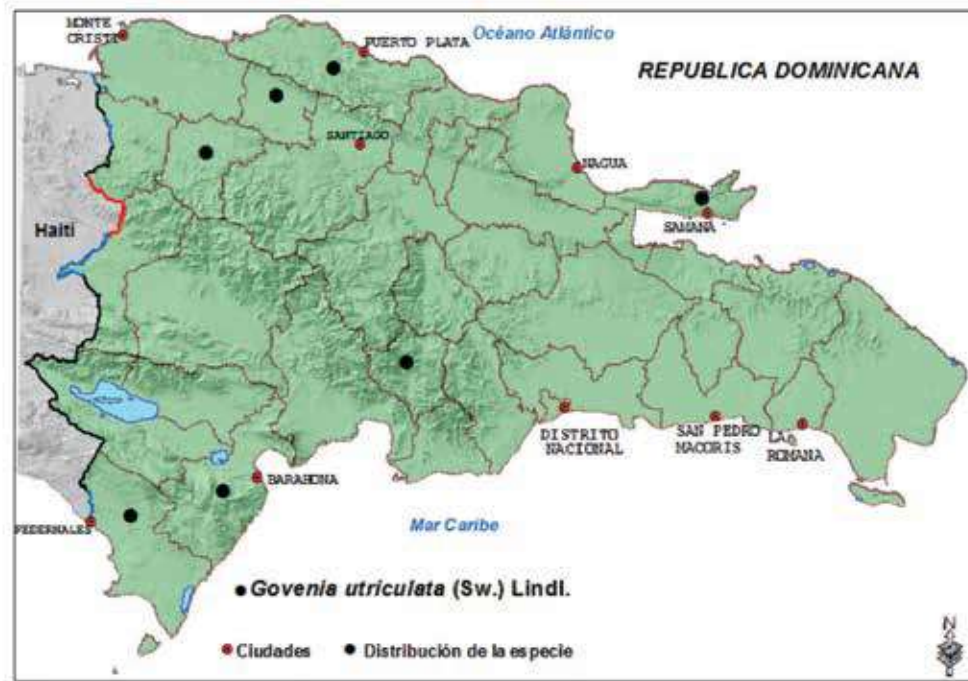 MONTE
CRISTI
PUERTO PLATA
Océano Atlántico
REPUBLICA DOMINICANA
SANTIAGO
NAGUA
SAMANA
Haití
DISTRITO
NACIONAL
SAN PEDRO
MACORIS
LA
ROMANA
BARAHONA
PEDERNALES
Mar Caribe
Govenia utriculata (Sw.) Lindl.
Ciudades
Distribución de la especie
N